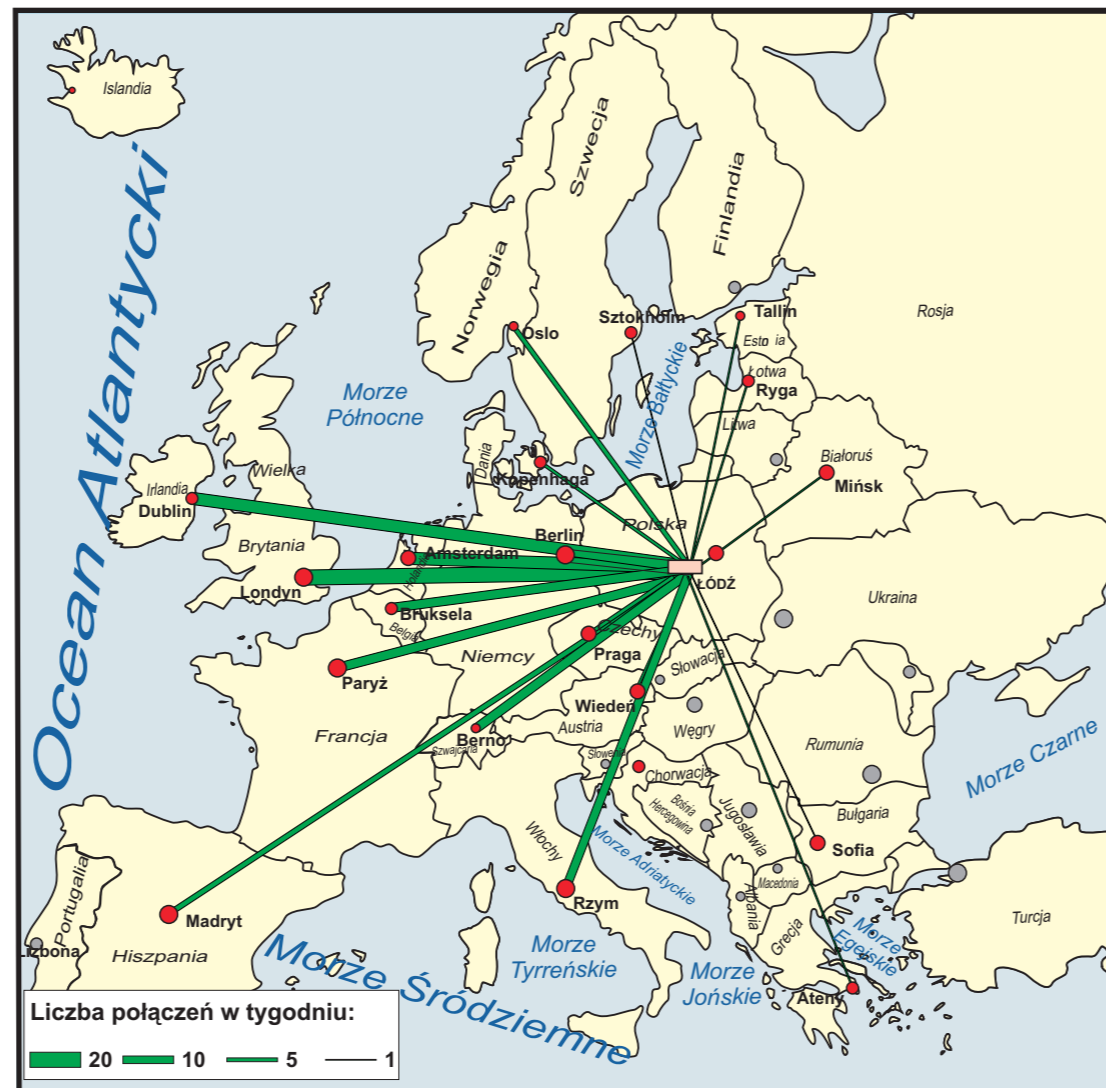 Islandia
Ocean Atlantycki
Norwegia
Szwecja
Finlandia
Rosja
Oslo
Sztokholm
Tallin
Esto ia
Łotwa
Ryga
Litwa
Morze Bałtyckie
Morze
Północne
Dania
Kopenhaga
Białoruś
Mińsk
Irlandia
Dublin
Wielka
Brytania
Londyn
Holandia
Amsterdam
Berlin
Polska
ŁÓDŹ
Ukraina
Bruksela
Belgia
Niemcy
Czechy
Praga
Słowacja
Paryż
Francja
Wiedeń
Austria
Węgry
Berno
Szwajcaria
Słowenia
Chorwacja
Rumunia
Morze Czarne
Bośnia
Hercegowina
Jugosławia
Bułgaria
Sofia
Włochy
Morze Adriatyckie
Macedonia
Albania
Rzym
Grecja
Morze
Egejskie
Turcja
Portugalia
Lizbona
Madryt
Hiszpania
Morze Śródziemne
Morze
Tyrreńskie
Morze
Jońskie
Ateny
Liczba połączeń w tygodniu:
20 10 5 1